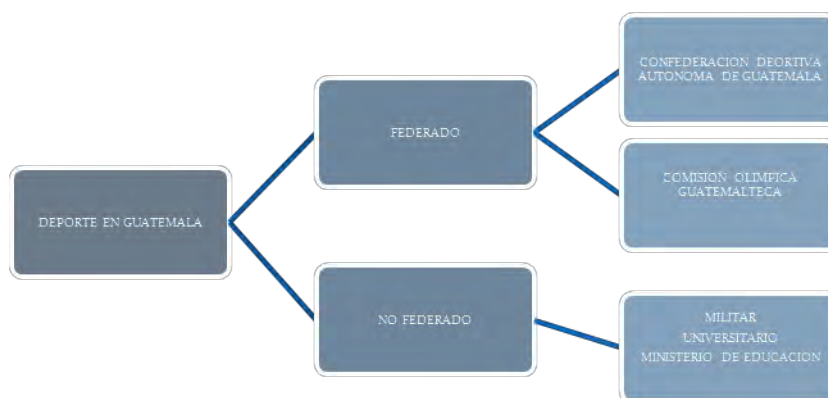 DEPORTE EN GUATEMALA
FEDERADO
CONFEDERACION DEORTIVA
AUTONOMA DE GUATEMALA
COMISION OLIMFICA
GUATEMALTECA
NO FEDERADO
MILITAR
UNIVERSITARIO
MINISTERIO DE EDUCACION